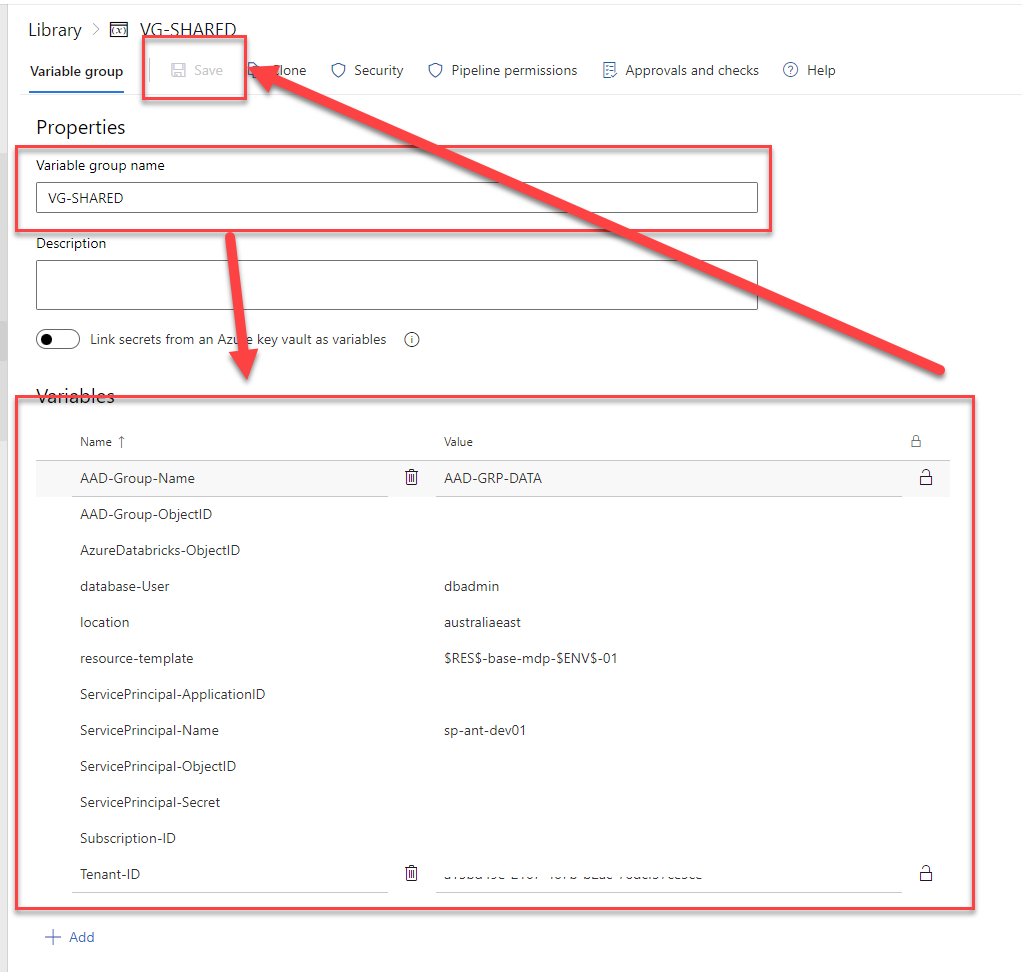 Library > VG-SHARED
Variable group Save Clone Security Pipeline permissions Approvals and checks Help
Properties
Variable group name
VG-SHARED
Description
Link secrets from an Azure key vault as variables
Variables
Name ↑ Value
AAD-Group-Name AAD-GRP-DATA
AAD-Group-ObjectID
AzureDatabricks-ObjectID
database-User dbadmin
location australiaeast
resource-template $RES$-base-mdp-$ENV$-01
ServicePrincipal-ApplicationID
ServicePrincipal-Name sp-ant-dev01
ServicePrincipal-ObjectID
ServicePrincipal-Secret
Subscription-ID
Tenant-ID
+ Add